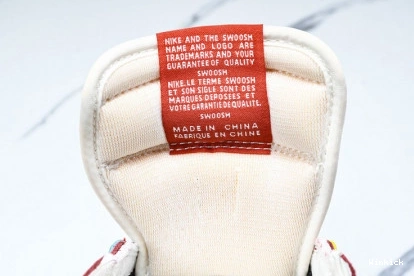 NIKE AND THE SWOOSH
NAME AND LOGO ARE
TRADEMARKS AND YOUR
GUARANTEE OF QUALITY
SWOOSH
NIKE.LE TERME SWOOSH
ET SON SIGLE SONT DES
MARQUES DEPOSEES ET
VOTRE GARANTIE DE QUALITE.
SWOOSH
MADE IN CHINA
FABRIQUE EN CHINE